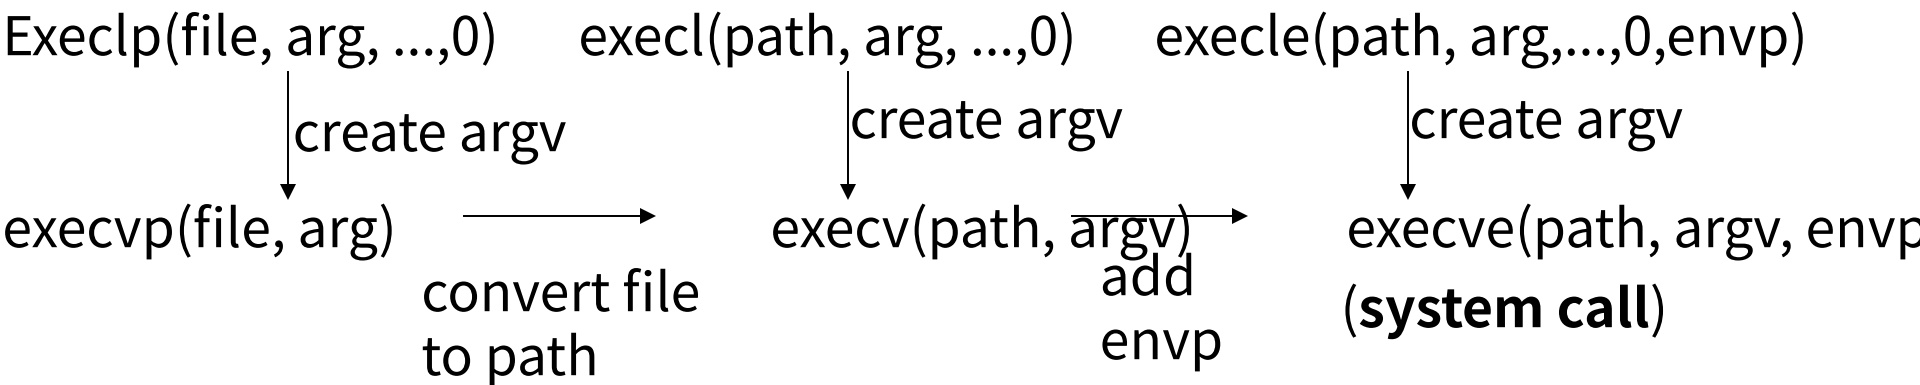 Execlp(file, arg, ...,0)
execl(path, arg, ...,0)
execle(path, arg,...,0,envp)
create argv
create argv
create argv
execvp(file, arg)
execv(path, argv)
execve(path, argv, envp
convert file
to path
add
envp
(system call)